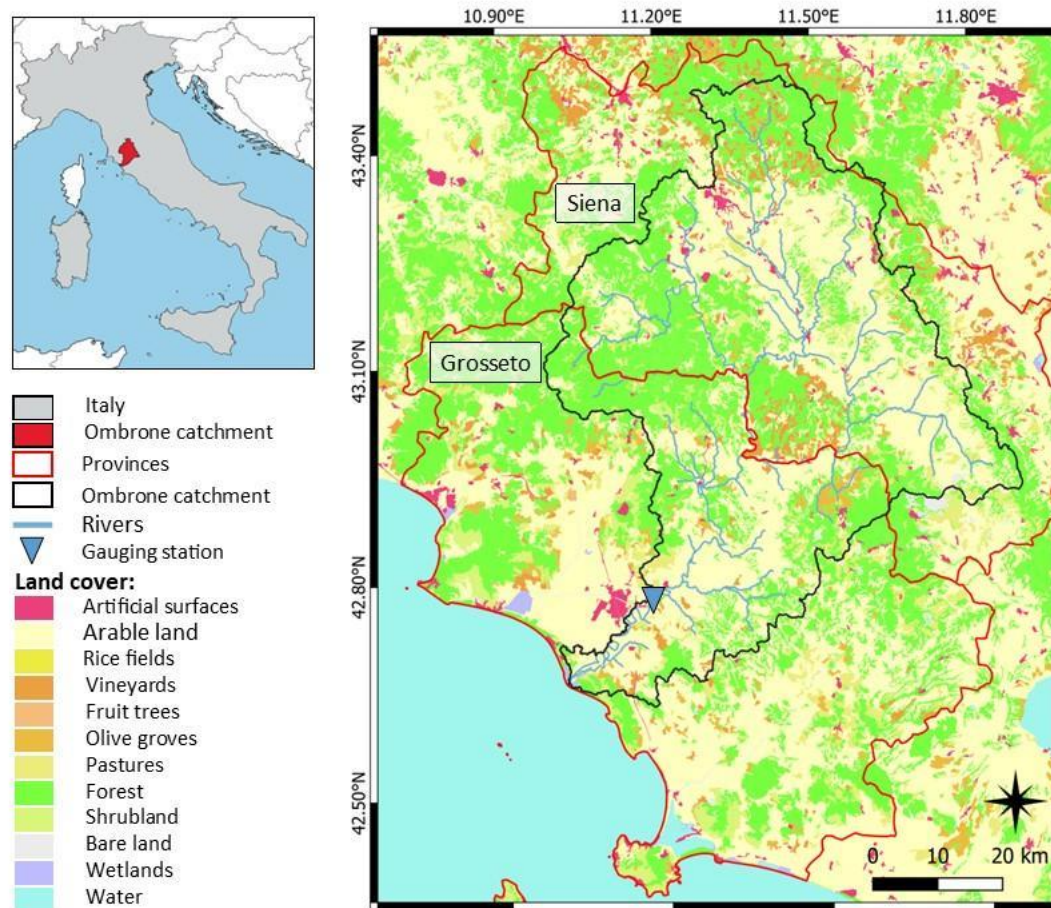 10.90°E 11.20°E 11.50°E 11.80°E
43.40°N
43.10°N
42.80°N
42.50°N
Siena
Grosseto
0 10 20 km
Italy
Ombrone catchment
Provinces
Ombrone catchment
Rivers
Gauging station
Land cover:
Artificial surfaces
Arable land
Rice fields
Vineyards
Fruit trees
Olive groves
Pastures
Forest
Shrubland
Bare land
Wetlands
Water